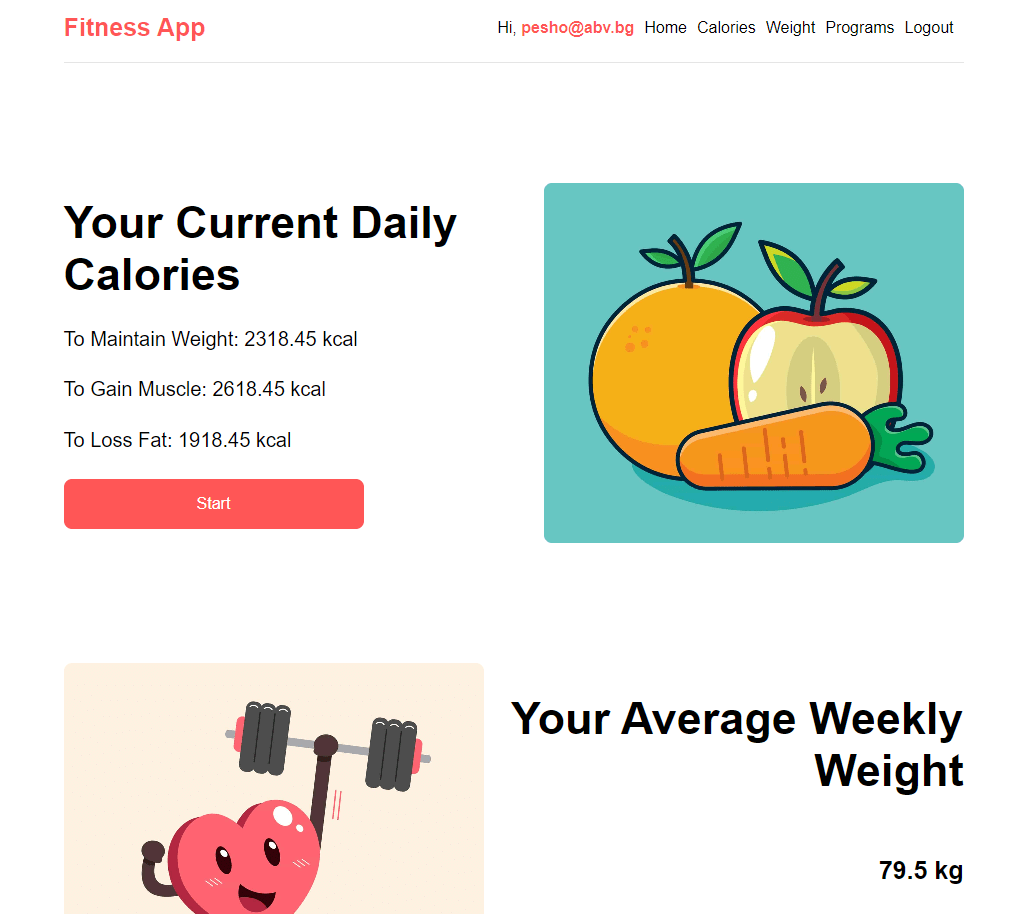 Fitness App
Hi, pesho@abv.bg Home Calories Weight Programs Logout
Your Current Daily
Calories
To Maintain Weight: 2318.45 kcal
To Gain Muscle: 2618.45 kcal
To Loss Fat: 1918.45 kcal
Start
Your Average Weekly
Weight
79.5 kg